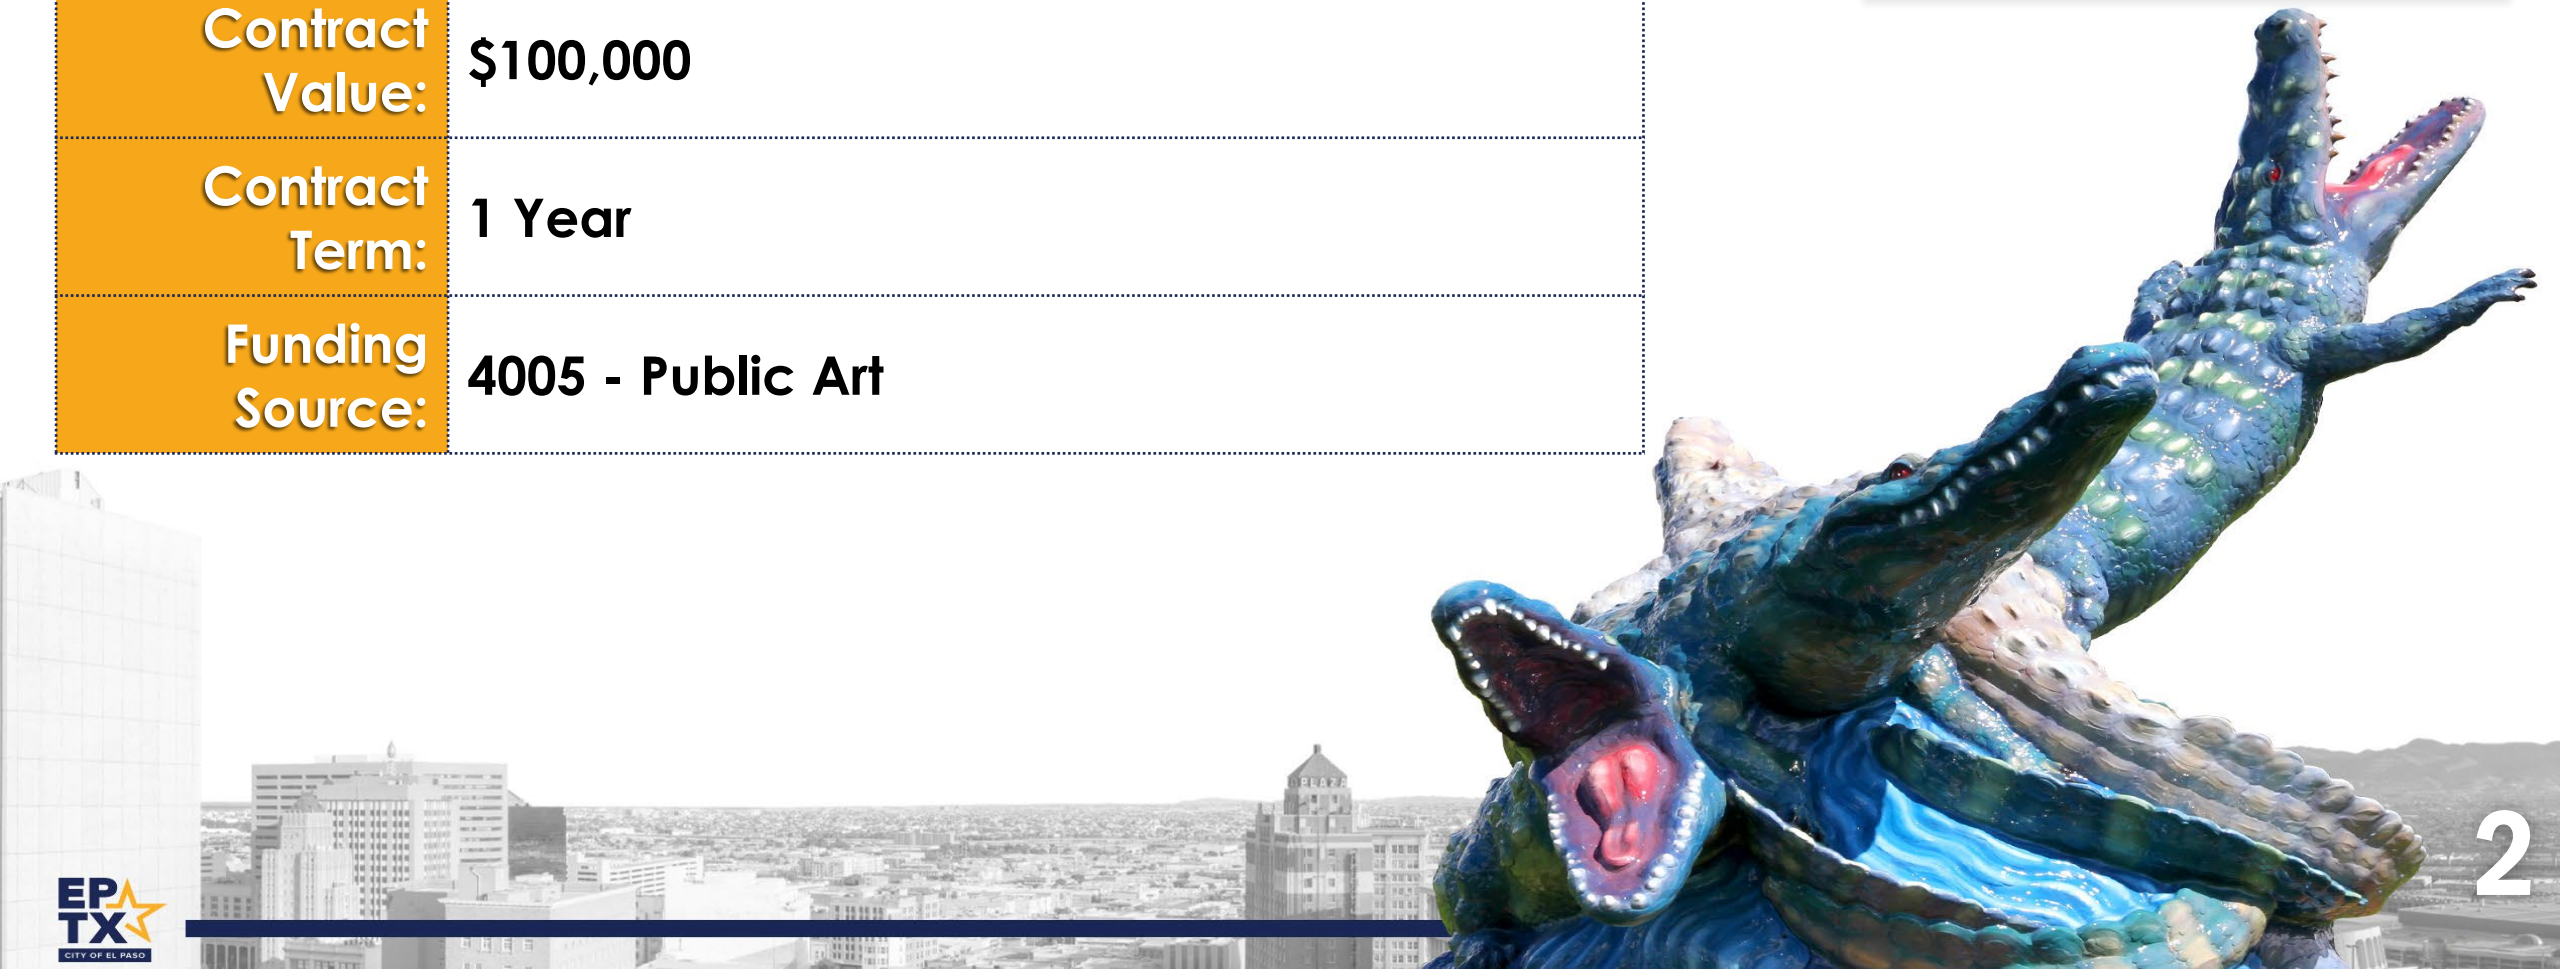 Contract
Value:
$100,000
Contract
Term:
1 Year
Funding
Source:
4005 - Public Art
PLAZA
2
EP
TX
CITY OF EL PASO